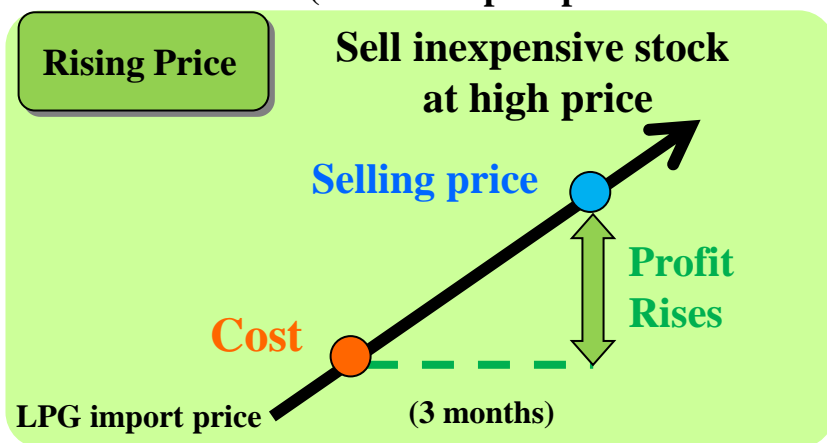 Rising Price
Sell inexpensive stock
at high price
Selling price
Profit
Rises
Cost
LPG import price
(3 months)